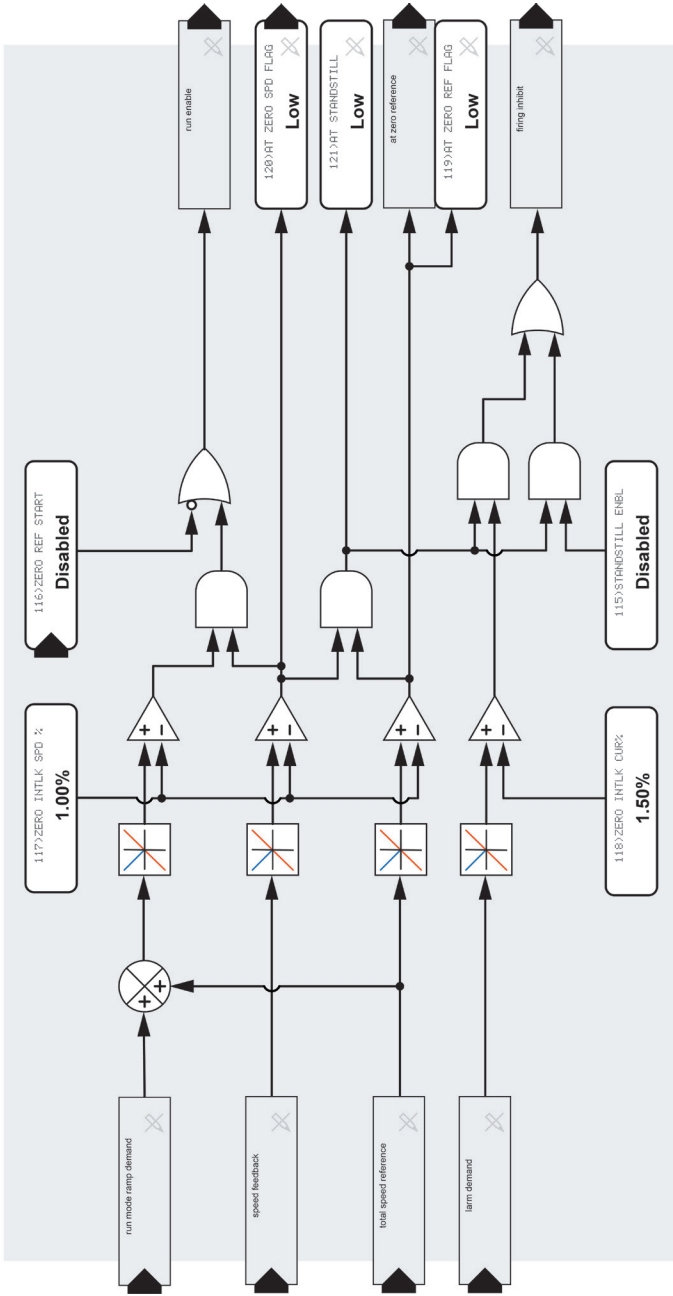 run enable
120)AT ZERO SPD FLAG
Low
121)AT STANDSTILL
Low
at zero reference
119)AT ZERO REF FLAG
Low
firing inhibit
116)ZERO REF START
Disabled
115)STANDSTILL ENBL
Disabled
117)ZERO INTLK SPD %
1.00%
+
-
+
-
+
-
+
-
118)ZERO INTLK CUR%
1.50%
+
+
run mode ramp demand
speed feedback
total speed reference
Iarm demand